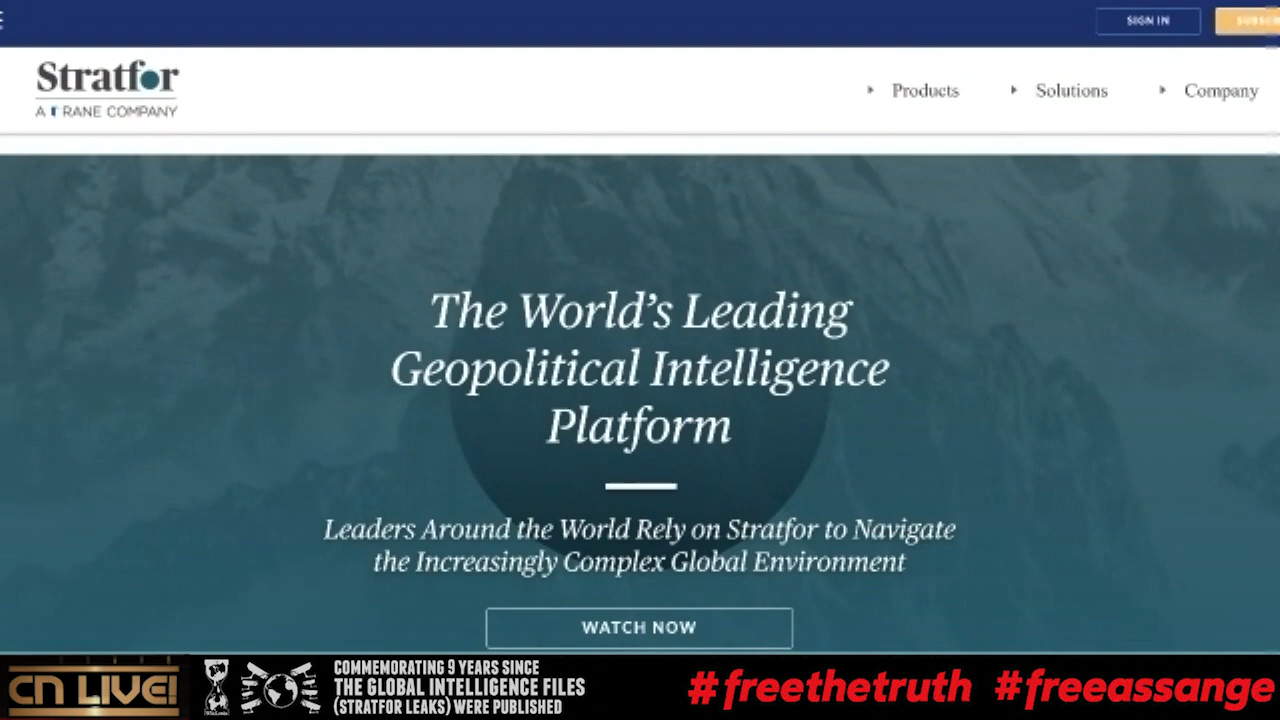 SIGN IN
Stratfor
A RANE COMPANY
Products
Solutions
Company
The World's Leading
Geopolitical Intelligence
Platform
Leaders Around the World Rely on Stratfor to Navigate
the Increasingly Complex Global Environment
WATCH NOW
CN LIVE!
COMMEMORATING 9 YEARS SINCE
THE GLOBAL INTELLIGENCE FILES
(STRATFOR LEAKS) WERE PUBLISHED
#freethetruth #freeassange